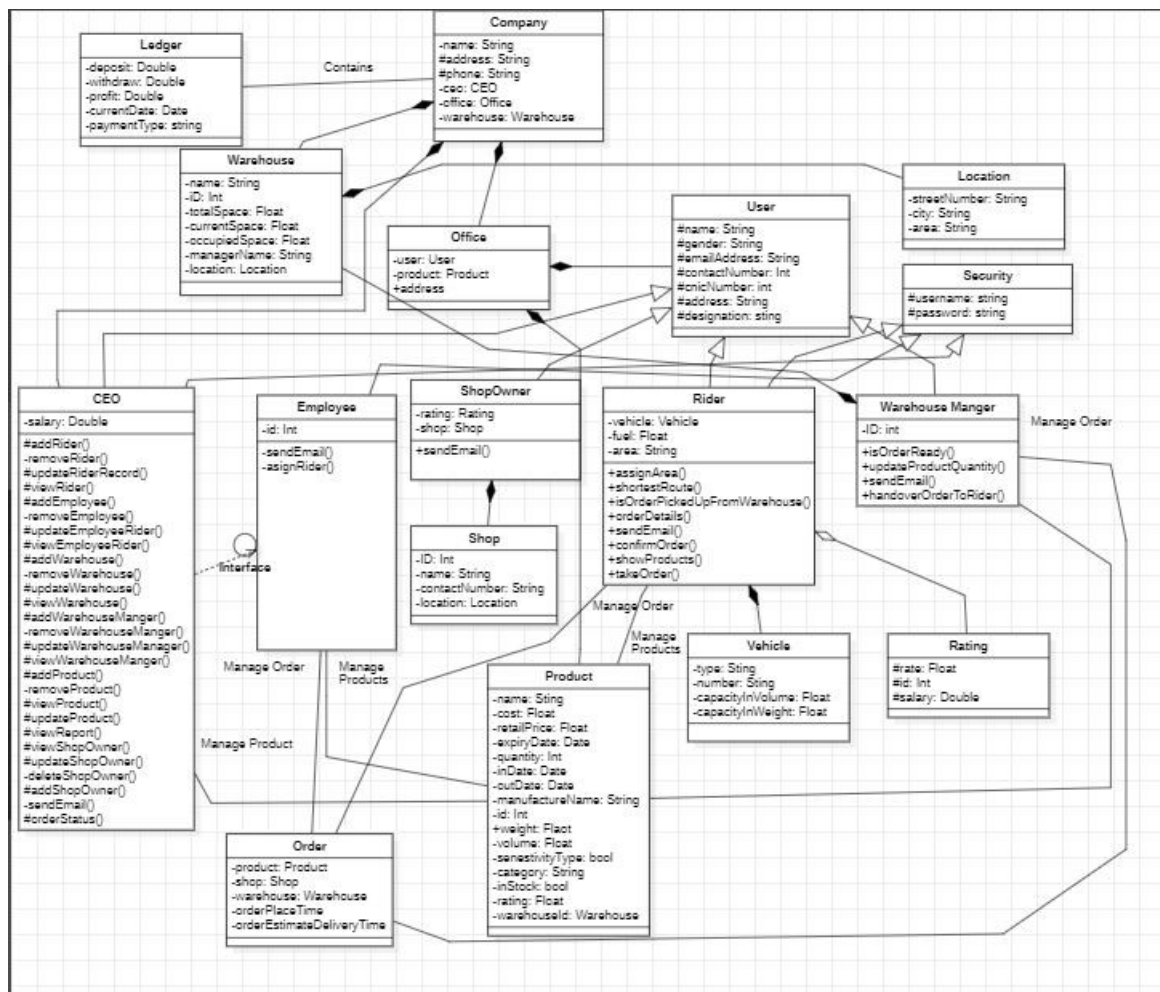 Company
-name: String
#address: String
#phone: String
-ceo: CEO
-office: Office
-warehouse: Warehouse
Ledger
-deposit: Double
-withdraw: Double
-profit: Double
-currentDate: Date
-paymentType: string
Contains
Warehouse
-name: String
-iD: Int
-totalSpace: Float
-currentSpace: Float
-occupiedSpace: Float
-managerName: String
-location: Location
Location
-streetNumber: String
-city: String
-area: String
User
#name: String
#gender: String
#emailAddress: String
#contactNumber: Int
#cnicNumber: int
#address: String
#designation: sting
Office
-user: User
-product: Product
+address
Security
#username: string
#password: string
CEO
-salary: Double
#addRider()
-removeRider()
#updateRiderRecord()
#viewRider()
#addEmployee()
-removeEmployee()
#updateEmployeeRider()
#viewEmployeeRider()
#addWarehouse()
-removeWarehouse()
#updateWarehouse()
#viewWarehouse()
#addWarehouseManger()
-removeWarehouseManger()
#updateWarehouseManager()
#viewWarehouseManger()
#addProduct()
-removeProduct()
#viewProduct()
#updateProduct()
#viewReport()
#viewShopOwner()
#updateShopOwner()
-deleteShopOwner()
#addShopOwner()
-sendEmail()
#orderStatus()
Interface
Employee
-id: Int
-sendEmail()
-asignRider()
ShopOwner
-rating: Rating
-shop: Shop
+sendEmail()
Shop
-ID: Int
-name: String
-contactNumber: String
-location: Location
Rider
-vehicle: Vehicle
-fuel: Float
-area: String
+assignArea()
+shortestRoute()
+isOrderPickedUpFromWarehouse()
+orderDetails()
+sendEmail()
+confirmOrder()
+showProducts()
+takeOrder()
Warehouse Manger
-ID: int
+isOrderReady()
+updateProductQuantity()
+sendEmail()
+handoverOrderToRider()
Manage Order
Manage Order
Manage
Products
Manage Order
Manage
Products
Manage Product
Vehicle
-type: Sting
-number: Sting
-capacityInVolume: Float
-capacityInWeight: Float
Rating
#rate: Float
#id: Int
#salary: Double
Product
-name: Sting
-cost: Float
-retailPrice: Float
-expiryDate: Date
-quantity: Int
-inDate: Date
-outDate: Date
-manufactureName: String
-id: Int
+weight: Flaot
-volume: Float
-senestivityType: bool
-category: String
-inStock: bool
-rating: Float
-warehouseId: Warehouse
Order
-product: Product
-shop: Shop
-warehouse: Warehouse
-orderPlaceTime
-orderEstimateDeliveryTime